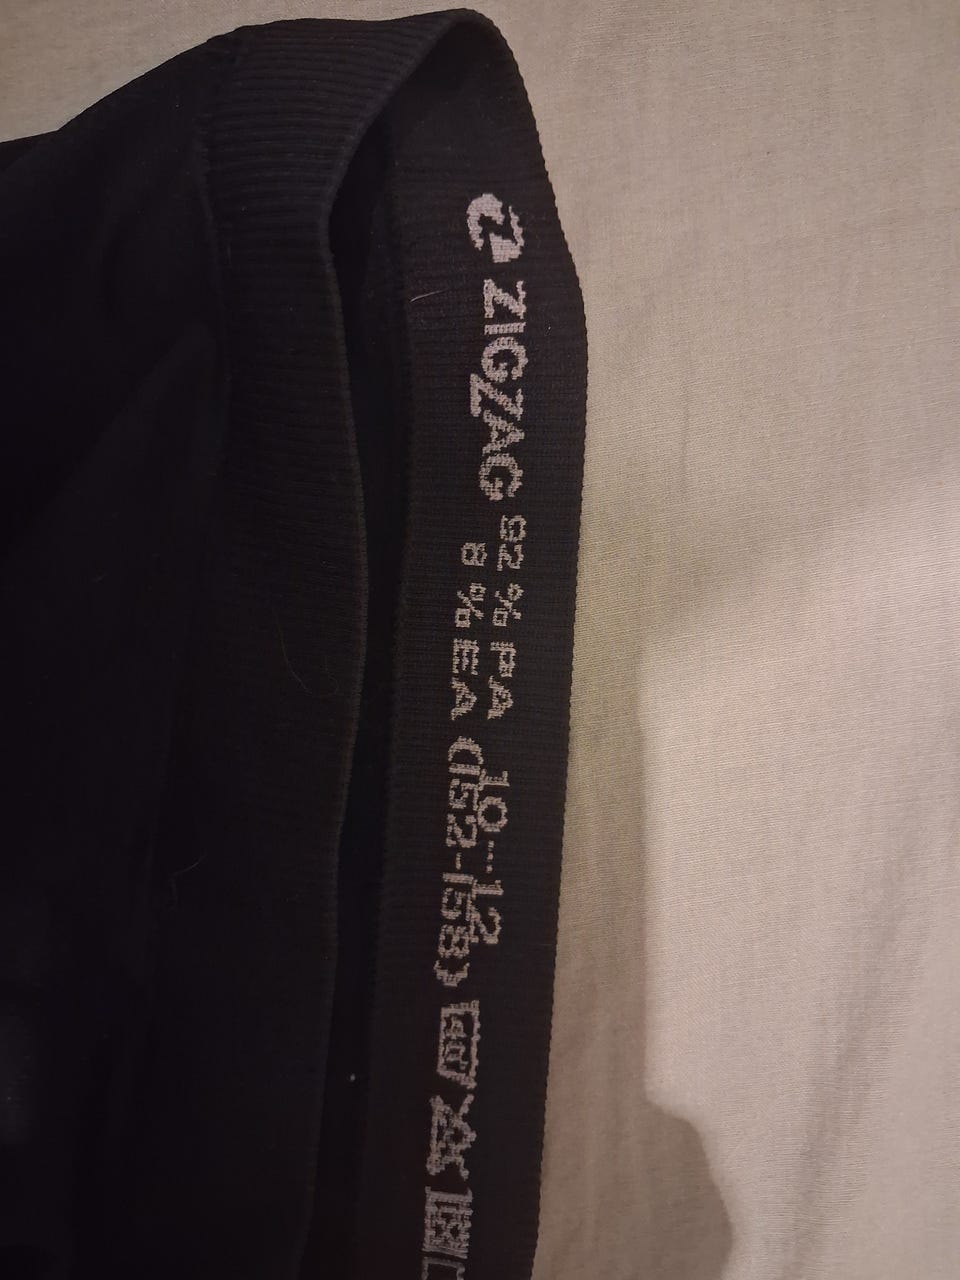 ZIGZAG
92 % PA
8 % EA
10-12
(152-158)